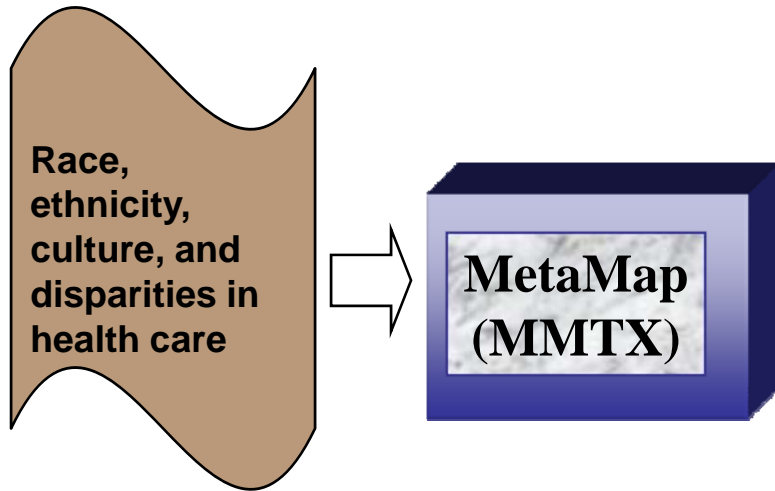 Race,
ethnicity,
culture, and
disparities in
health care
MetaMap
(MMTX)